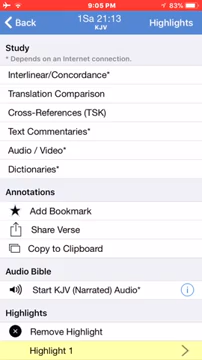 9:05 PM
83%
Back
1Sa 21:13
KJV
Highlights
Study
* Depends on an Internet connection.
Interlinear/Concordance*
Translation Comparison
Cross-References (TSK)
Text Commentaries*
Audio / Video*
Dictionaries*
Annotations
Add Bookmark
Share Verse
Copy to Clipboard
Audio Bible
Start KJV (Narrated) Audio*
Highlights
Remove Highlight
Highlight 1